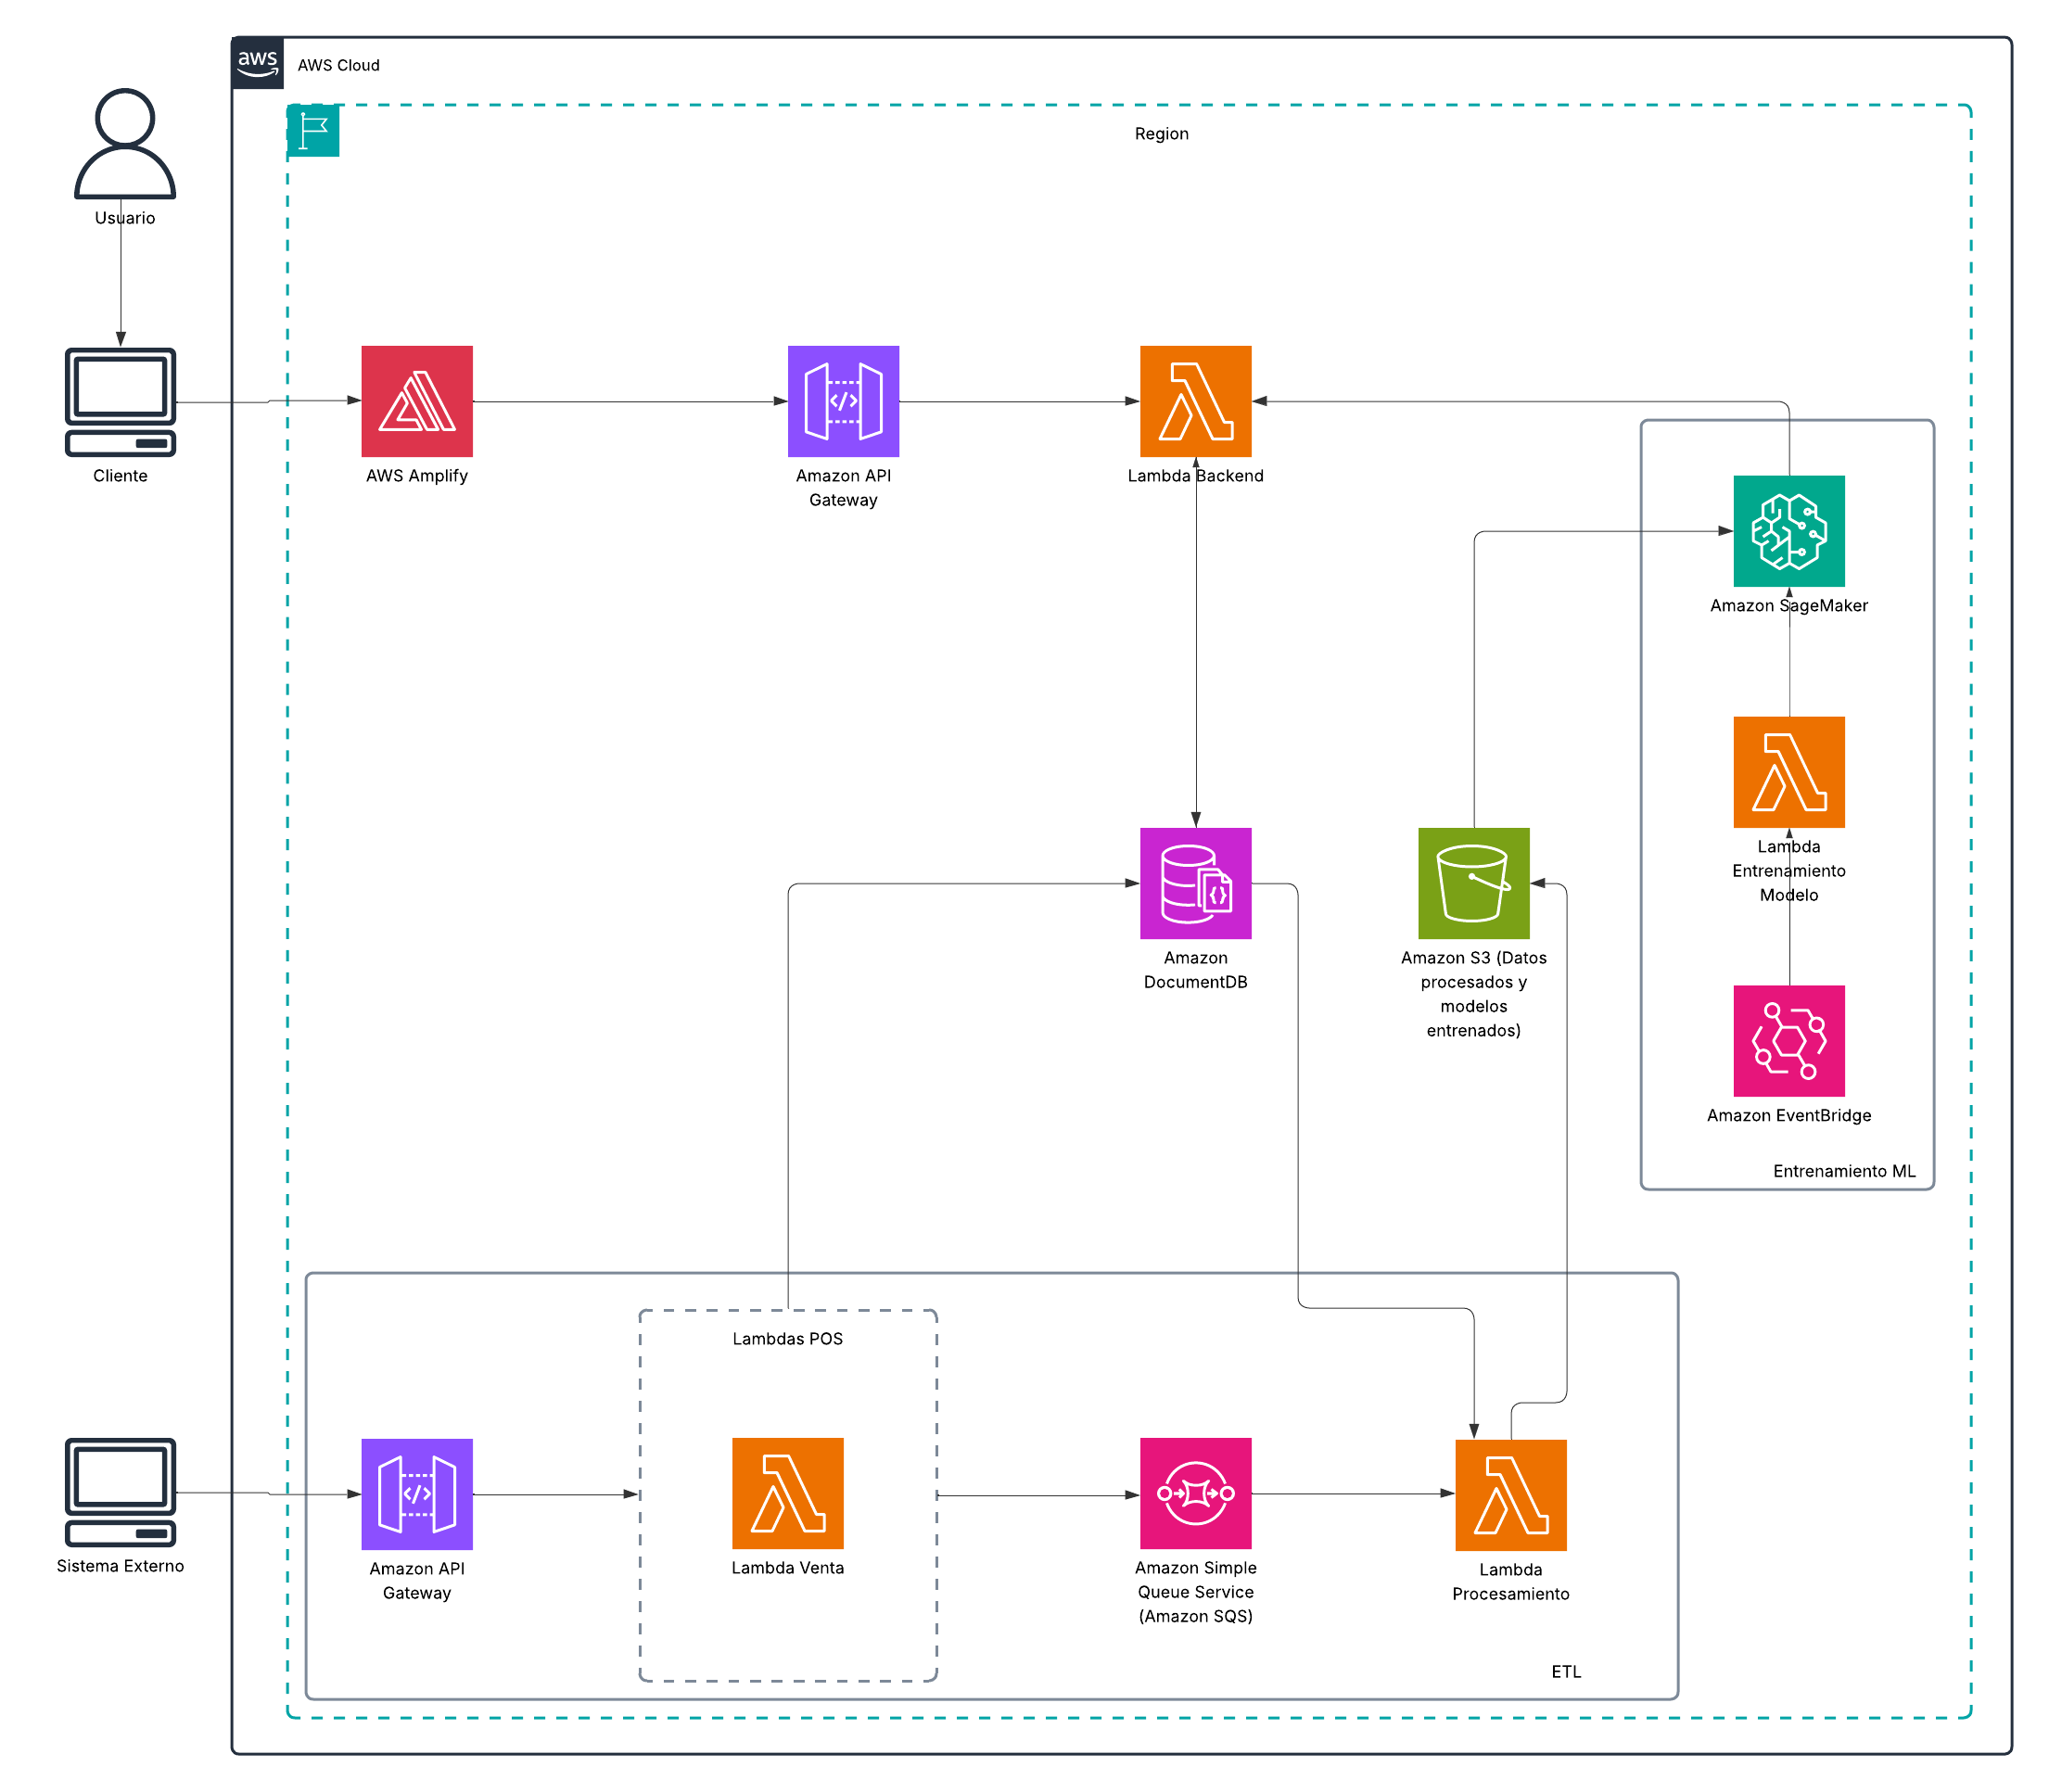 aws
AWS Cloud
Region
Usuario
Cliente
AWS Amplify
Amazon API
Gateway
Lambda Backend
Amazon SageMaker
Lambda
Entrenamiento
Modelo
Amazon
DocumentDB
Amazon S3 (Datos
procesados y
modelos
entrenados)
Amazon EventBridge
Entrenamiento ML
Lambdas POS
Sistema Externo
Amazon API
Gateway
Lambda Venta
Amazon Simple
Queue Service
(Amazon SQS)
Lambda
Procesamiento
ETL